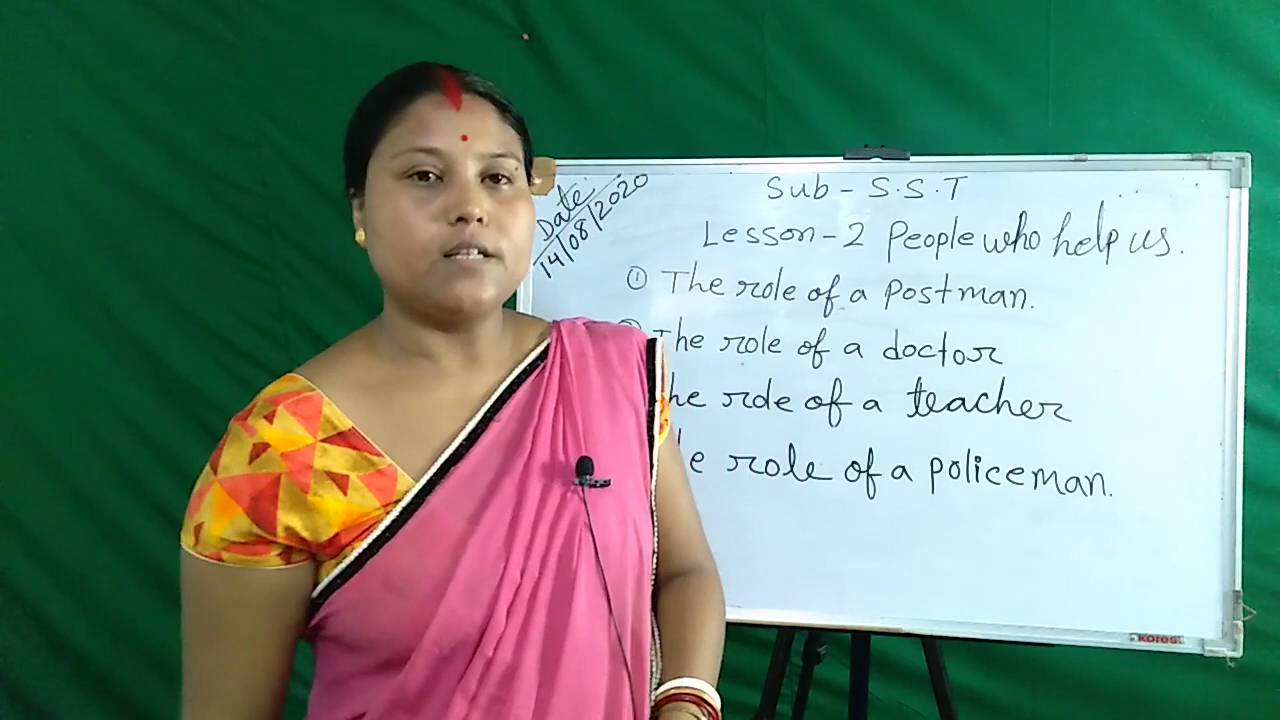 Date:
14/08/2020
Sub - S.S.T
Lesson - 2 People who help us.
① The role of a postman.
The role of a doctor
he role of a teacher
e role of a policeman.
kores